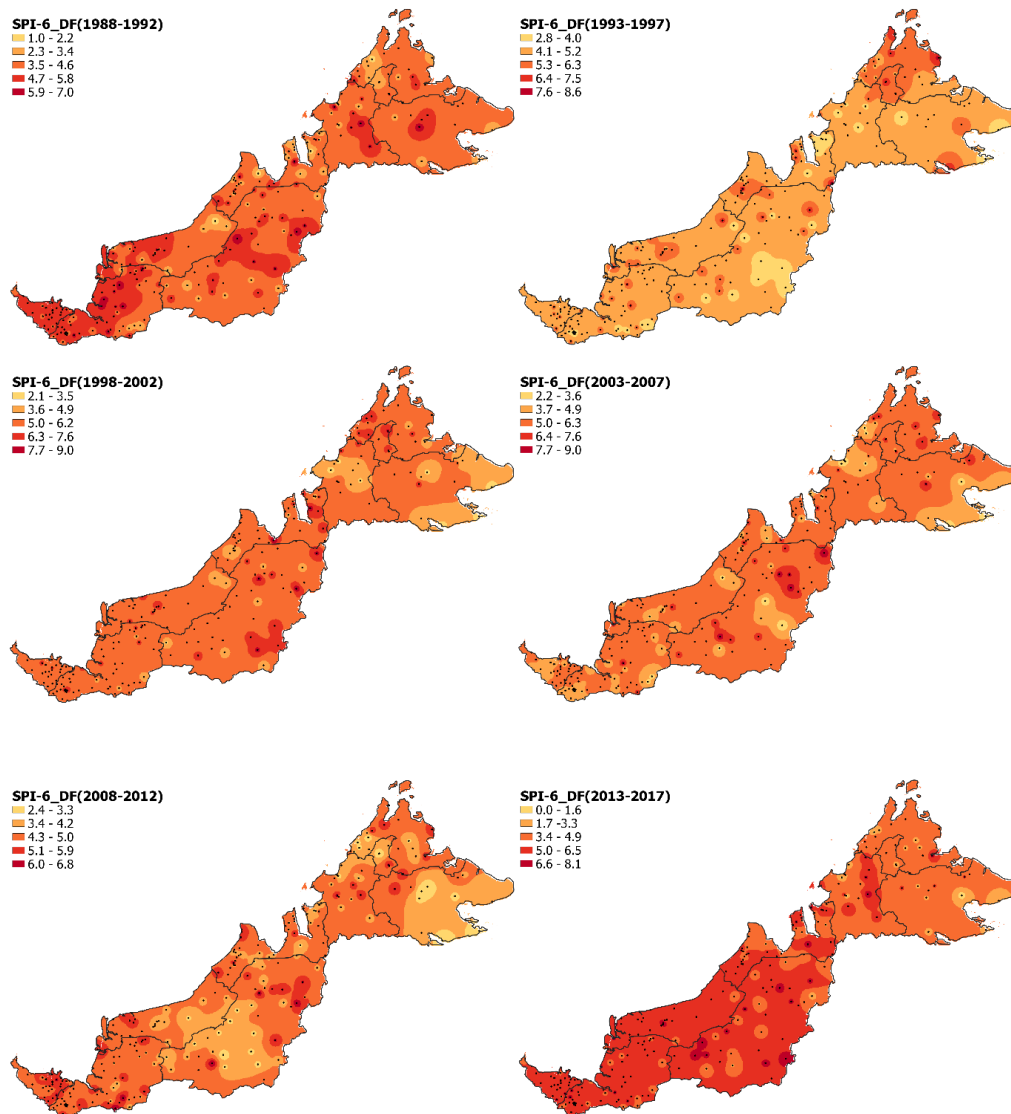 SPI-6_DF(1988-1992)
1.0 - 2.2
2.3 - 3.4
3.5 - 4.6
4.7 - 5.8
5.9 - 7.0
SPI-6_DF(1993-1997)
2.8 - 4.0
4.1 - 5.2
5.3 - 6.3
6.4 - 7.5
7.6 - 8.6
SPI-6_DF(1998-2002)
2.1 - 3.5
3.6 - 4.9
5.0 - 6.2
6.3 - 7.6
7.7 - 9.0
SPI-6_DF(2003-2007)
2.2 - 3.6
3.7 - 4.9
5.0 - 6.3
6.4 - 7.6
7.7 - 9.0
SPI-6_DF(2008-2012)
2.4 - 3.3
3.4 - 4.2
4.3 - 5.0
5.1 - 5.9
6.0 - 6.8
SPI-6_DF(2013-2017)
0.0 - 1.6
1.7 -3.3
3.4 - 4.9
5.0 - 6.5
6.6 - 8.1